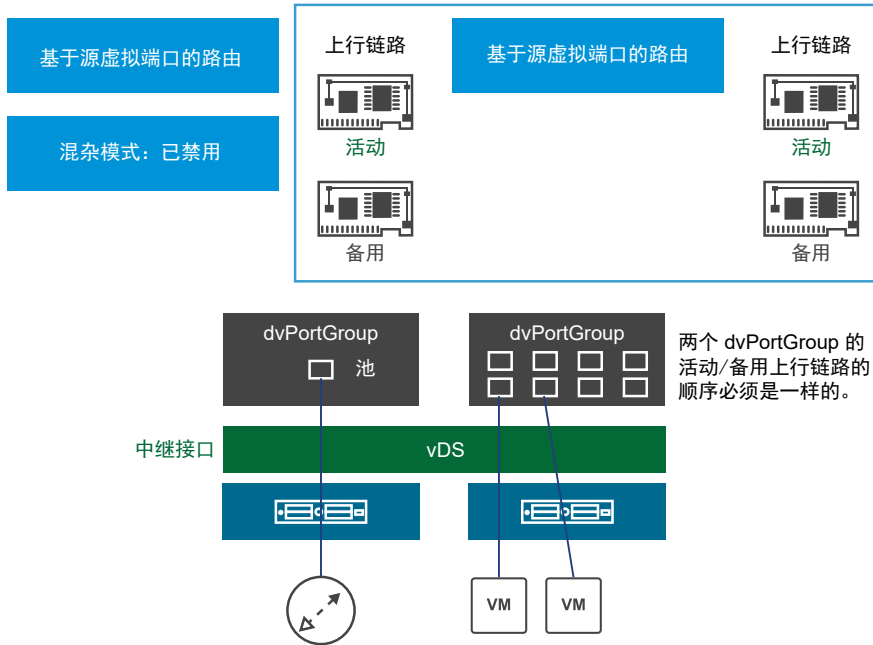 基于源虚拟端口的路由
混杂模式：已禁用
上行链路
活动
备用
基于源虚拟端口的路由
上行链路
活动
备用
dvPortGroup
池
dvPortGroup
两个 dvPortGroup 的
活动/备用上行链路的
顺序必须是一样的。
中继接口
vDS
VM
VM